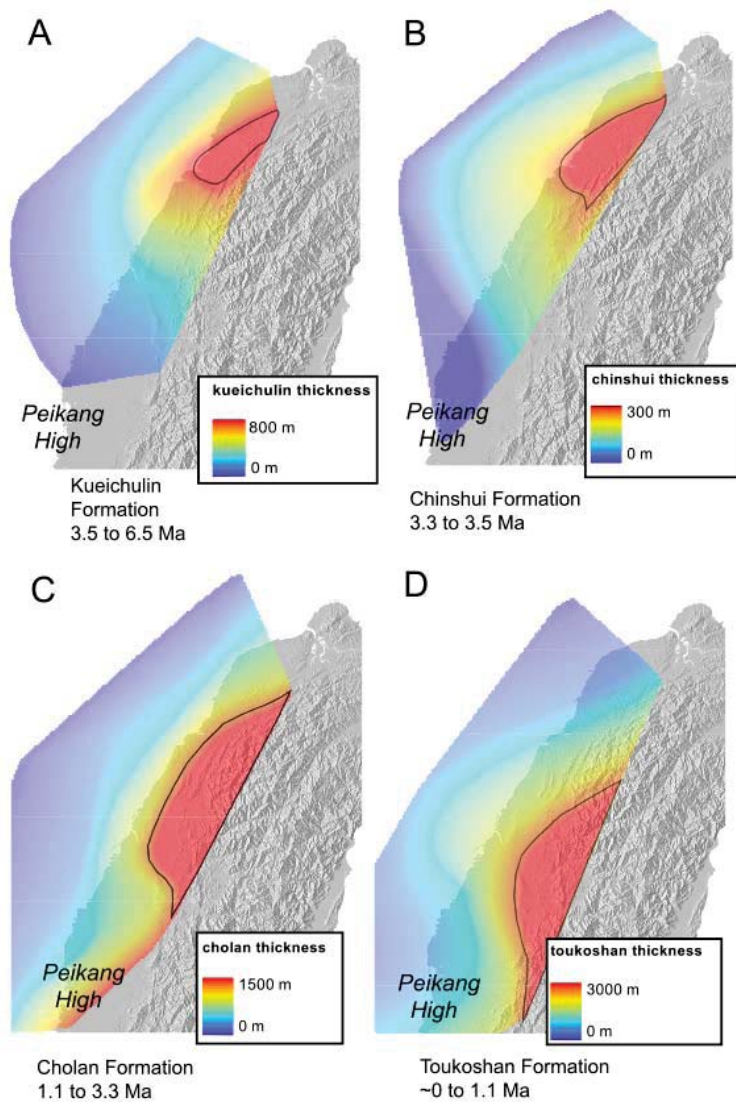 A
B
Peikang
High
kueichulin thickness
800 m
0 m
Kueichulin
Formation
3.5 to 6.5 Ma
Peikang
High
chinshui thickness
300 m
0 m
Chinshui Formation
3.3 to 3.5 Ma
C
D
Peikang
High
cholan thickness
1500 m
0 m
Cholan Formation
1.1 to 3.3 Ma
Peikang
High
toukoshan thickness
3000 m
0 m
Toukoshan Formation
~0 to 1.1 Ma